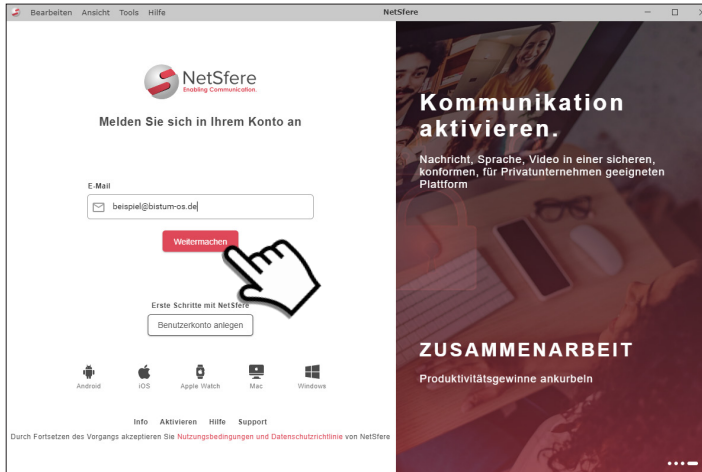 Bearbeiten Ansicht Tools Hilfe
NetSfere
NetSfere
Enabling Communication.
Melden Sie sich in Ihrem Konto an
E-Mail
beispiel@bistum-os.de
Weitermachen
Erste Schritte mit NetSfere
Benutzerkonto anlegen
Android iOS Apple Watch Mac Windows
Info Aktivieren Hilfe Support
Durch Fortsetzen des Vorgangs akzeptieren Sie Nutzungsbedingungen und Datenschutzrichtlinie von NetSfere
Kommunikation
aktivieren.
Nachricht, Sprache, Video in einer sicheren,
konformen, für Privatunternehmen geeigneten
Plattform
ZUSAMMENARBEIT
Produktivitätsgewinne ankurbeln